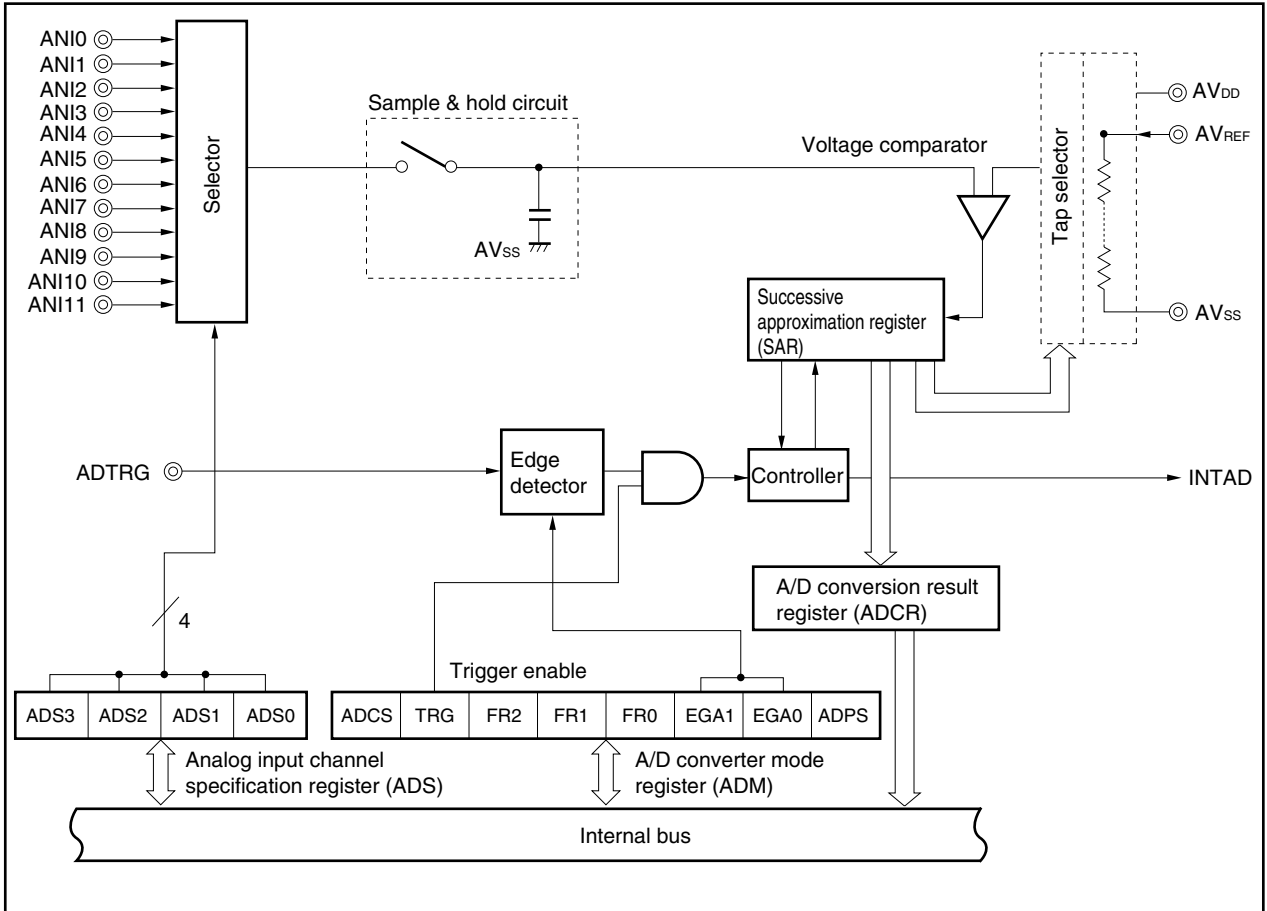 ANI0
ANI1
ANI2
ANI3
ANI4
ANI5
ANI6
ANI7
ANI8
ANI9
ANI10
ANI11
Selector
Sample & hold circuit
AVSS
Voltage comparator
Tap selector
AVDD
AVREF
AVSS
Successive
approximation register
(SAR)
ADTRG
Edge
detector
Controller
INTAD
A/D conversion result
register (ADCR)
4
Trigger enable
ADS3 ADS2 ADS1 ADS0
ADCS TRG FR2 FR1 FR0 EGA1 EGA0 ADPS
Analog input channel
specification register (ADS)
A/D converter mode
register (ADM)
Internal bus